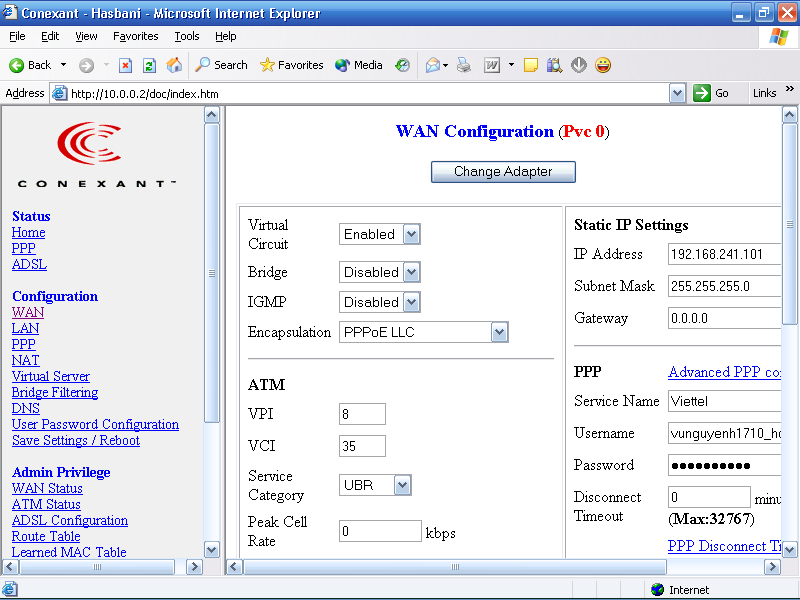 Conexant - Hasbani - Microsoft Internet Explorer
File Edit View Favorites Tools Help
Back Search Favorites Media W
Address http://10.0.0.2/doc/index.htm Go Links »
CONEXANT™
Status
Home
PPP
ADSL
Configuration
WAN
LAN
PPP
NAT
Virtual Server
Bridge Filtering
DNS
User Password Configuration
Save Settings / Reboot
Admin Privilege
WAN Status
ATM Status
ADSL Configuration
Route Table
Learned MAC Table
WAN Configuration (Pvc 0)
Change Adapter
Virtual Circuit Enabled
Bridge Disabled
IGMP Disabled
Encapsulation PPPoE LLC
ATM
VPI 8
VCI 35
Service Category UBR
Peak Cell Rate 0 kbps
Static IP Settings
IP Address 192.168.241.101
Subnet Mask 255.255.255.0
Gateway 0.0.0.0
PPP Advanced PPP co
Service Name Viettel
Username vunguyenh1710_h
Password ●●●●●●●●●●
Disconnect Timeout 0 minu
(Max:32767)
PPP Disconnect Ti
Internet